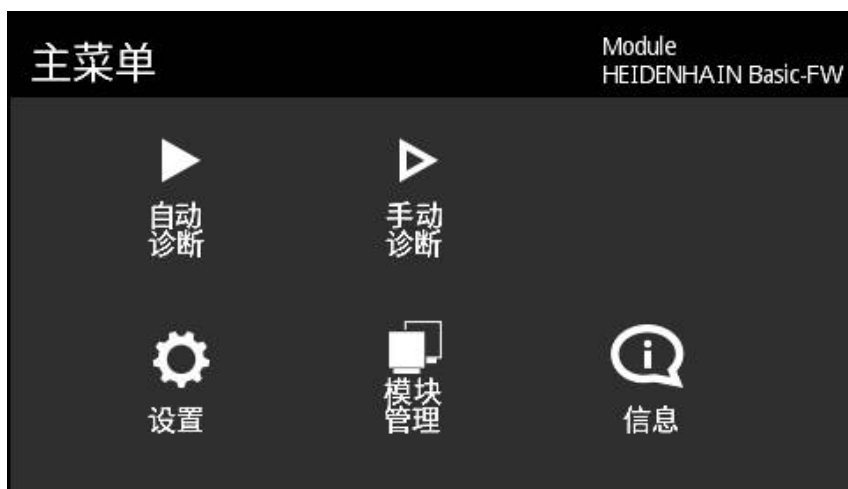 主菜单
Module
HEIDENHAIN Basic-FW
自动
诊断
手动
诊断
设置
模块
管理
信息